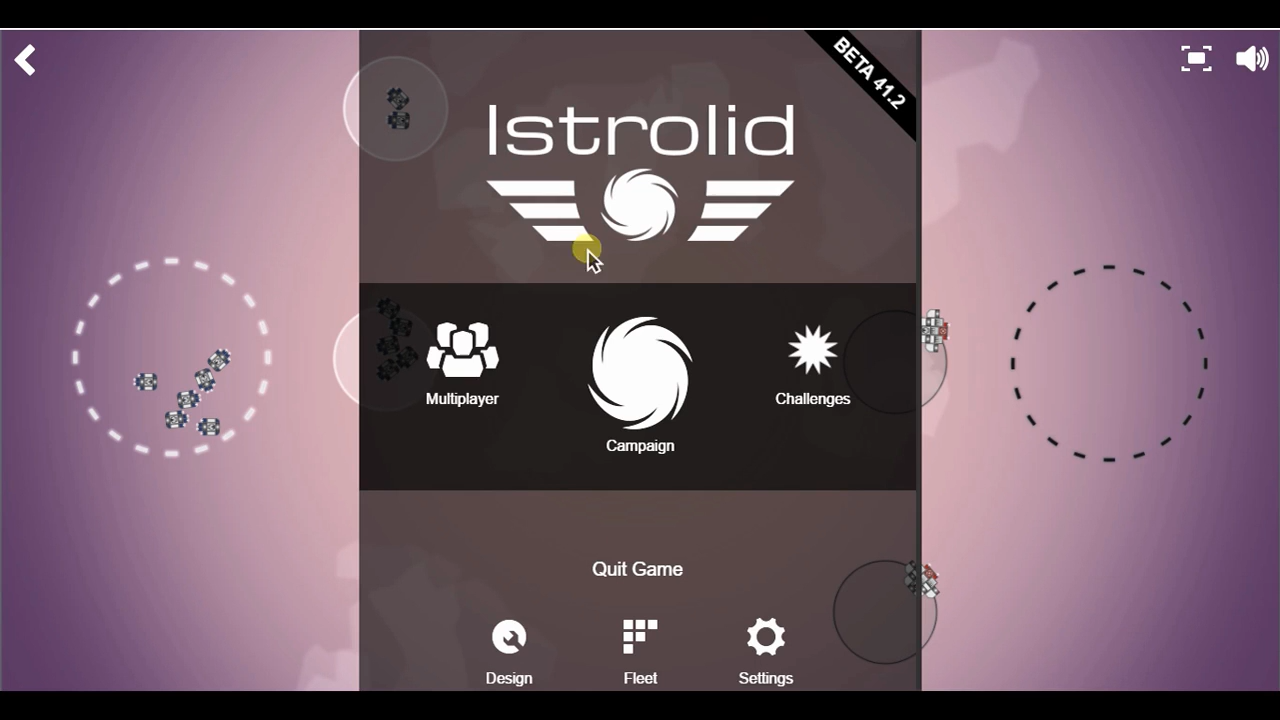 BETA 41.2
Istrolid
Multiplayer
Campaign
Challenges
Quit Game
Design
Fleet
Settings